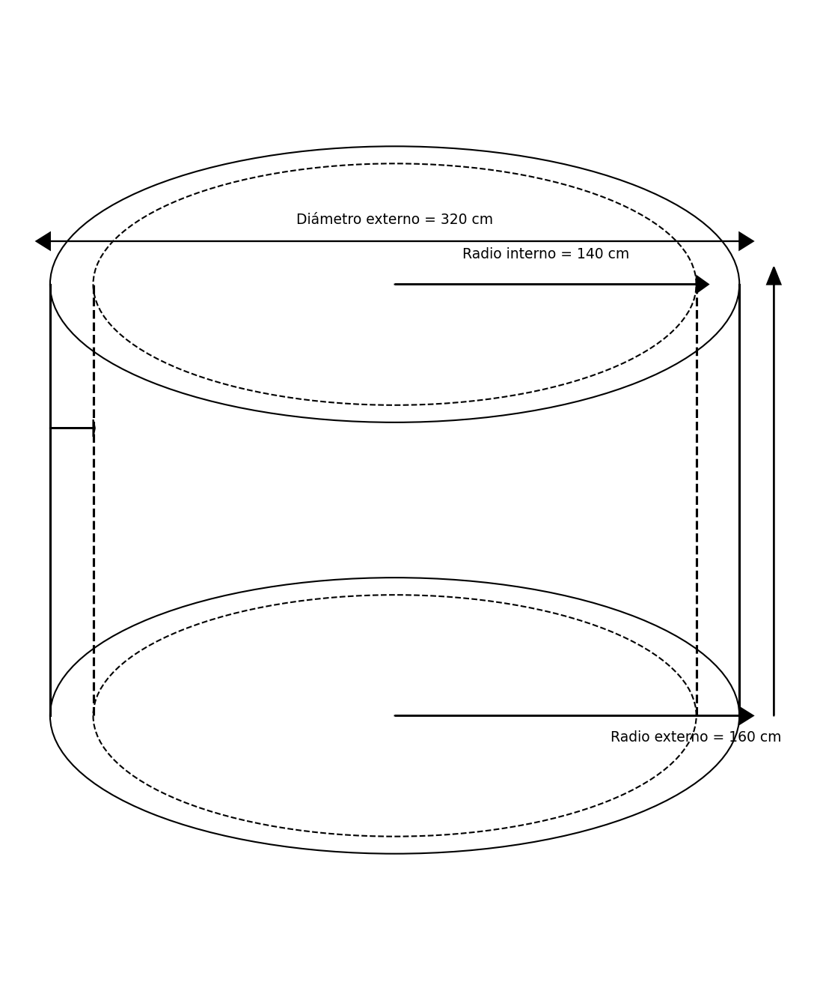 Diámetro externo = 320 cm
Radio interno = 140 cm
Radio externo = 160 cm